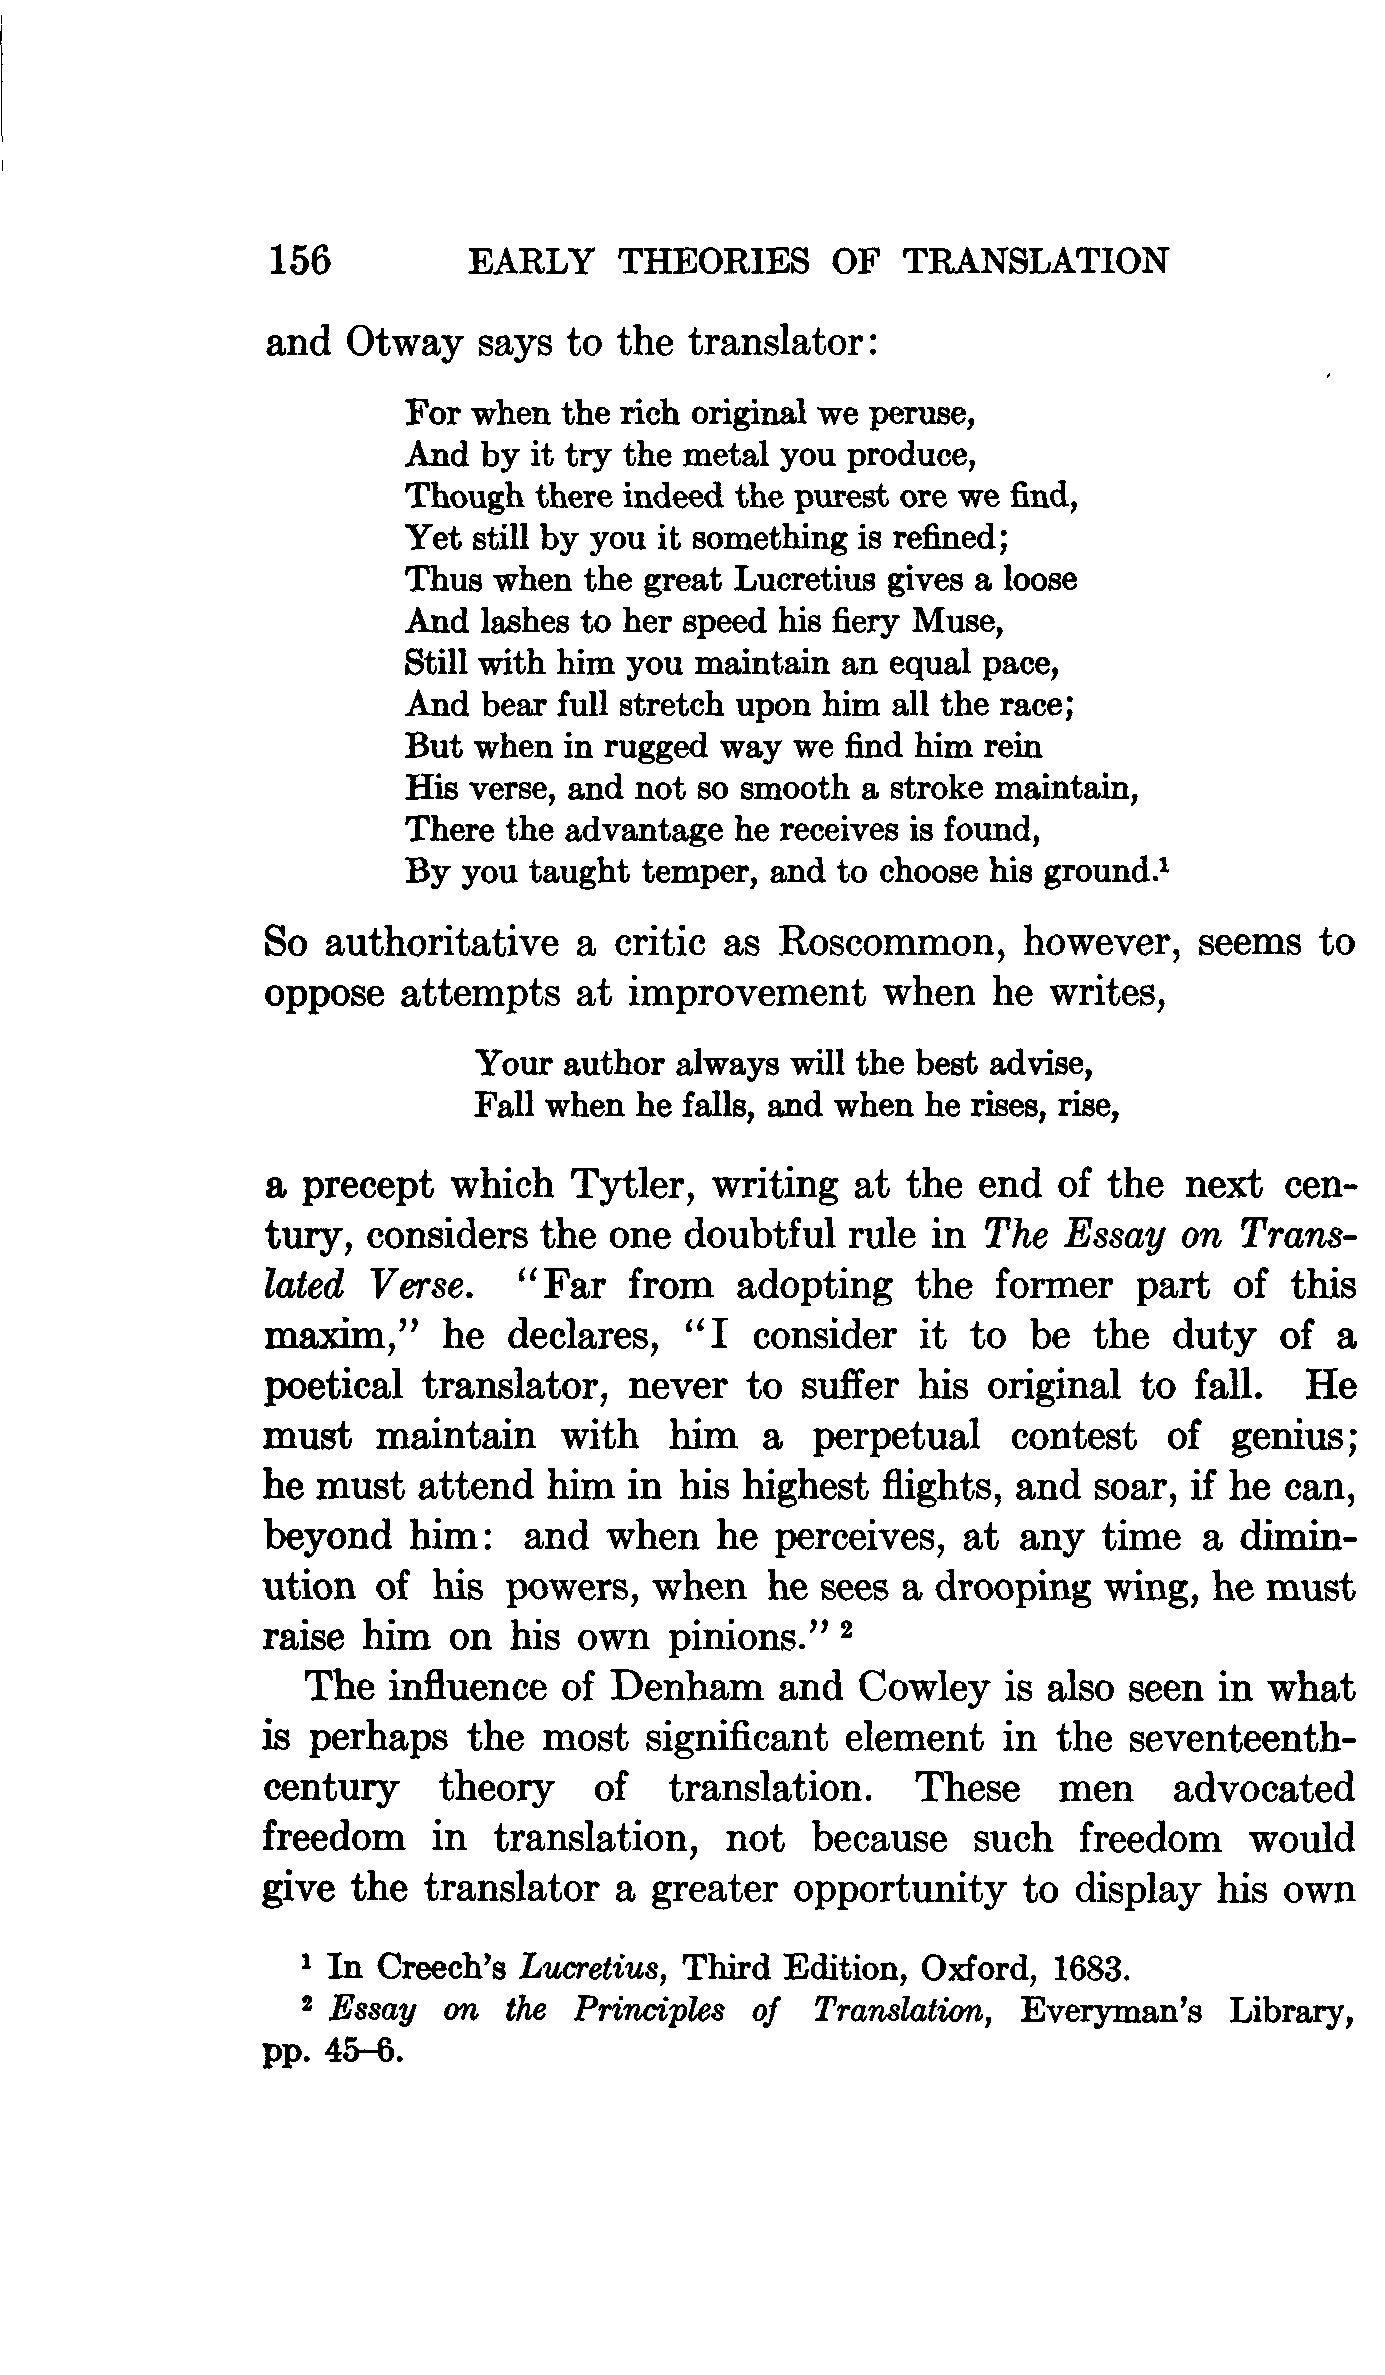 156 EARLY THEORIES OF TRANSLATION
and Otway says to the translator:
For when the rich original we peruse,
And by it try the metal you produce,
Though there indeed the purest ore we find,
Yet still by you it something is refined;
Thus when the great Lucretius gives a loose
And lashes to her speed his fiery Muse,
Still with him you maintain an equal pace,
And bear full stretch upon him all the race;
But when in rugged way we find him rein
His verse, and not so smooth a stroke maintain,
There the advantage he receives is found,
By you taught temper, and to choose his ground.¹
So authoritative a critic as Roscommon, however, seems to
oppose attempts at improvement when he writes,
Your author always will the best advise,
Fall when he falls, and when he rises, rise,
a precept which Tytler, writing at the end of the next cen-
tury, considers the one doubtful rule in The Essay on Trans-
lated Verse. “Far from adopting the former part of this
maxim,” he declares, “I consider it to be the duty of a
poetical translator, never to suffer his original to fall. He
must maintain with him a perpetual contest of genius;
he must attend him in his highest flights, and soar, if he can,
beyond him: and when he perceives, at any time a dimin-
ution of his powers, when he sees a drooping wing, he must
raise him on his own pinions.” ²
The influence of Denham and Cowley is also seen in what
is perhaps the most significant element in the seventeenth-
century theory of translation. These men advocated
freedom in translation, not because such freedom would
give the translator a greater opportunity to display his own
¹ In Creech’s Lucretius, Third Edition, Oxford, 1683.
² Essay on the Principles of Translation, Everyman’s Library,
pp. 45–6.